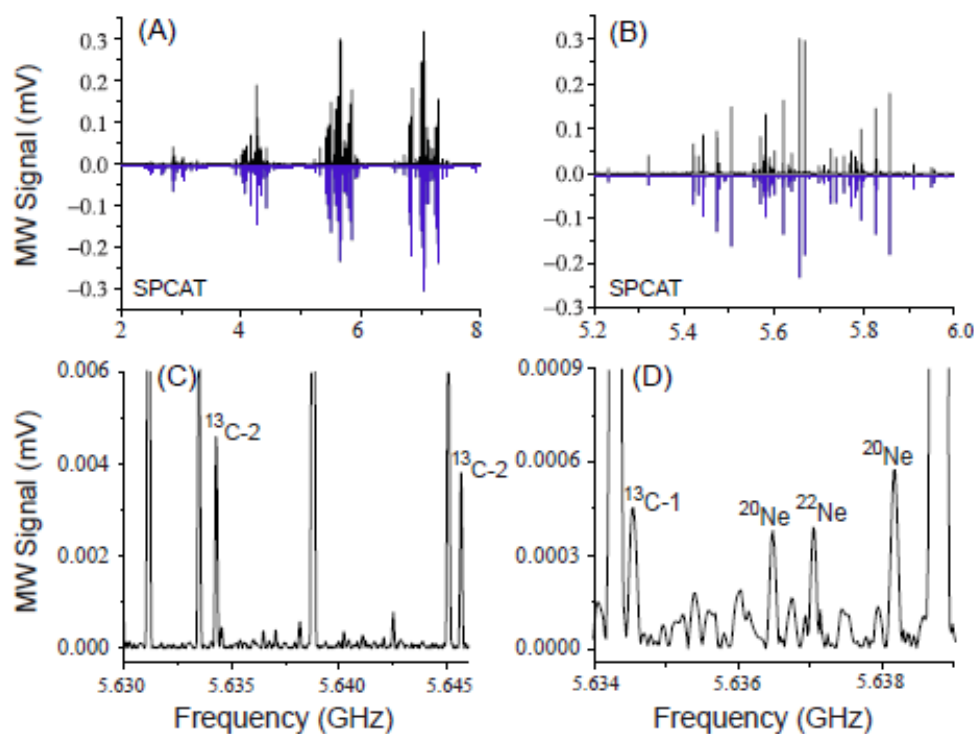 (A)
(B)
MW Signal (mV)
0.3
0.2
0.1
0.0
−0.1
−0.2
−0.3
SPCAT
2
4
6
8
0.3
0.2
0.1
0.0
−0.1
−0.2
−0.3
SPCAT
5.2
5.4
5.6
5.8
6.0
(C)
(D)
MW Signal (mV)
0.006
0.004
0.002
0.000
¹³C-2
¹³C-2
5.630
5.635
5.640
5.645
Frequency (GHz)
0.0009
0.0006
0.0003
0.0000
¹³C-1
²⁰Ne
²²Ne
²⁰Ne
5.634
5.636
5.638
Frequency (GHz)